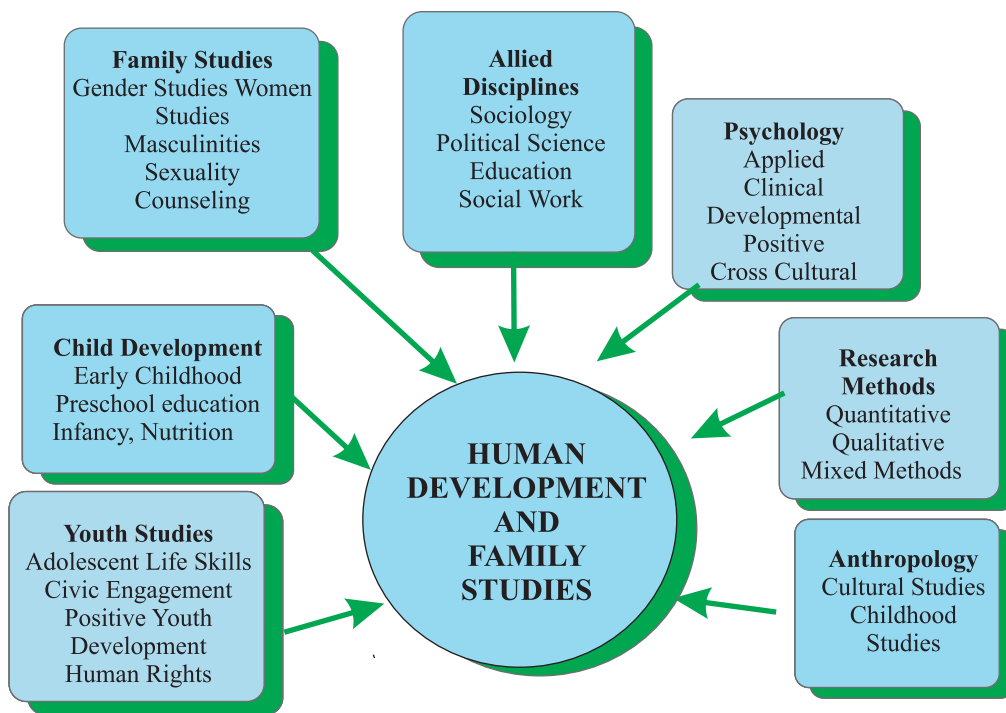 Family Studies
Gender Studies Women
Studies
Masculinities
Sexuality
Counseling
Allied
Disciplines
Sociology
Political Science
Education
Social Work
Psychology
Applied
Clinical
Developmental
Positive
Cross Cultural
Child Development
Early Childhood
Preschool education
Infancy, Nutrition
Research
Methods
Quantitative
Qualitative
Mixed Methods
HUMAN
DEVELOPMENT
AND
FAMILY
STUDIES
Youth Studies
Adolescent Life Skills
Civic Engagement
Positive Youth
Development
Human Rights
Anthropology
Cultural Studies
Childhood
Studies